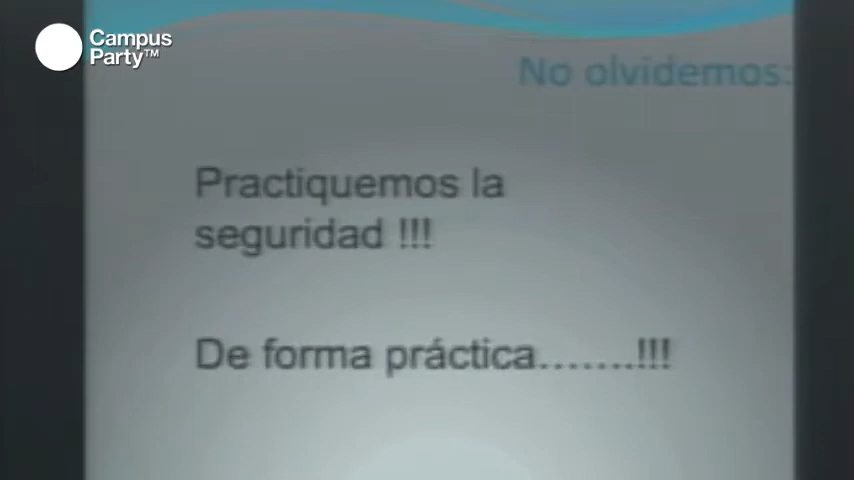 Campus
Party™
No olvidemos:
Practiquemos la
seguridad !!!
De forma práctica.......!!!